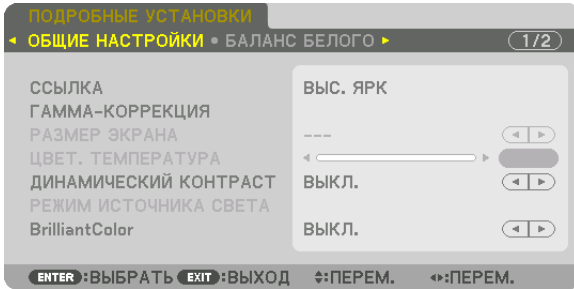 ПОДРОБНЫЕ УСТАНОВКИ
ОБЩИЕ НАСТРОЙКИ • БАЛАНС БЕЛОГО 1/2
ССЫЛКА ВЫС. ЯРК
ГАММА-КОРРЕКЦИЯ
РАЗМЕР ЭКРАНА ---
ЦВЕТ. ТЕМПЕРАТУРА
ДИНАМИЧЕСКИЙ КОНТРАСТ ВЫКЛ.
РЕЖИМ ИСТОЧНИКА СВЕТА
BrilliantColor ВЫКЛ.
ENTER :ВЫБРАТЬ EXIT :ВЫХОД :ПЕРЕМ. :ПЕРЕМ.